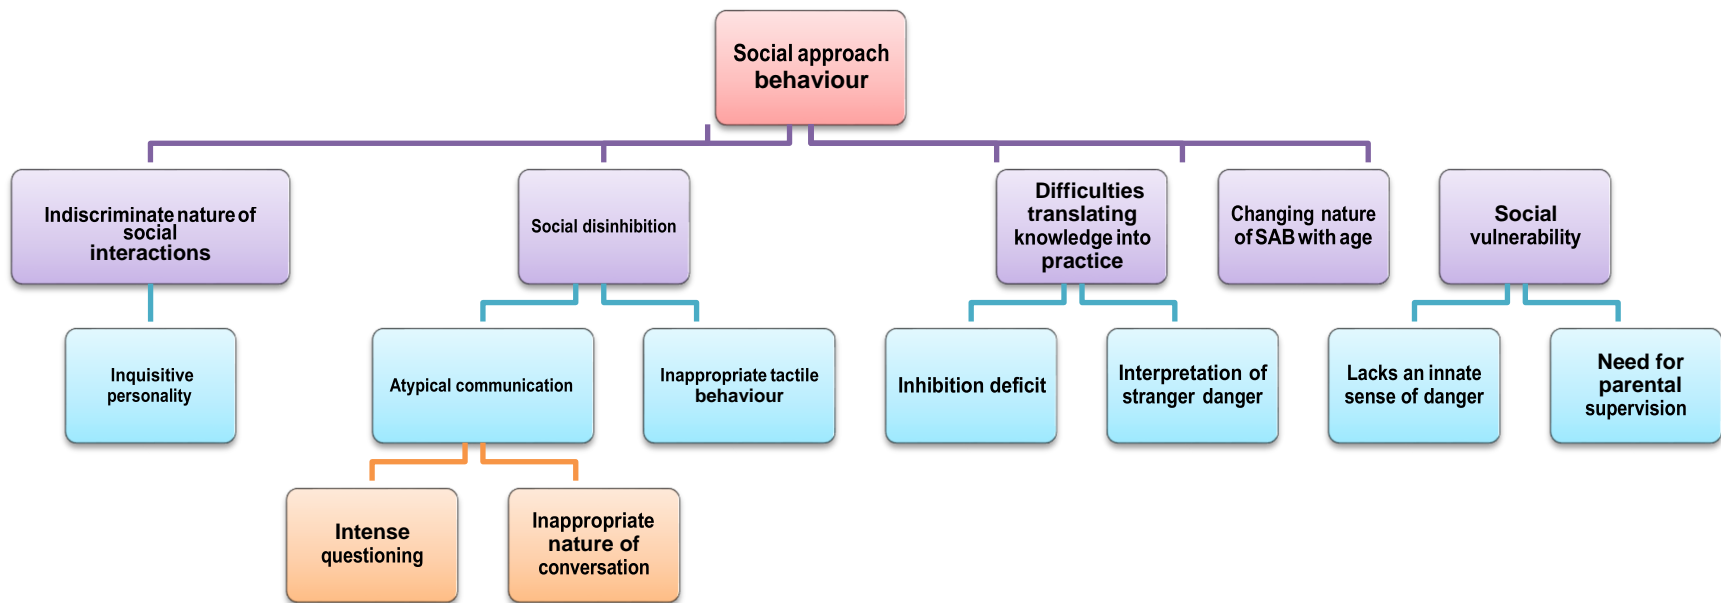 Social approach
behaviour
Indiscriminate nature of
social
interactions
Social disinhibition
Difficulties
translating
knowledge into
practice
Changing nature
of SAB with age
Social
vulnerability
Inquisitive
personality
Atypical communication
Inappropriate tactile
behaviour
Inhibition deficit
Interpretation of
stranger danger
Lacks an innate
sense of danger
Need for
parental
supervision
Intense
questioning
Inappropriate
nature of
conversation